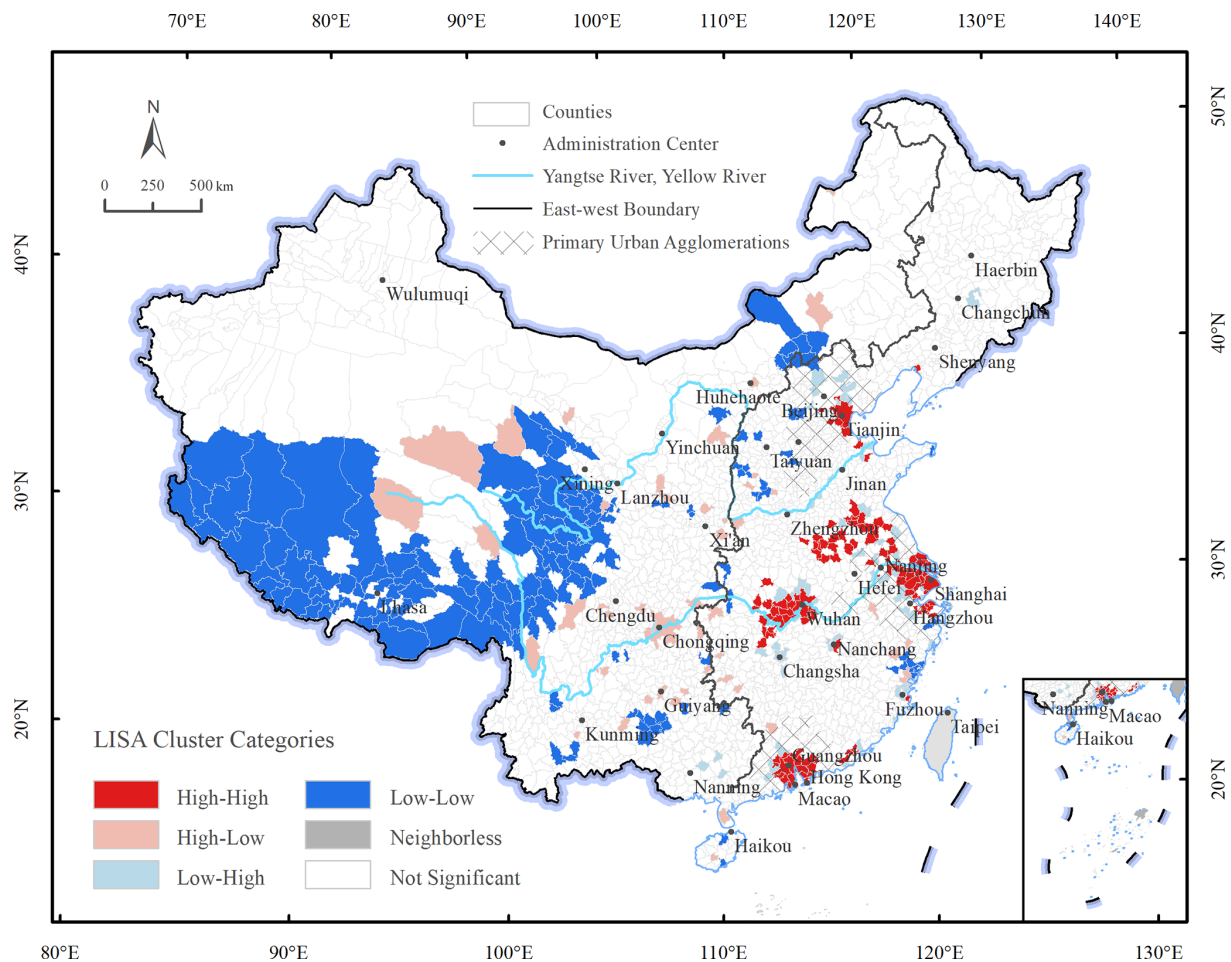 70°E 80°E 90°E 100°E 110°E 120°E 130°E 140°E
50°N
40°N
30°N
20°N
40°N
30°N
20°N
N
0 250 500 km
Counties
Administration Center
Yangtse River, Yellow River
East-west Boundary
Primary Urban Agglomerations
Haerbin
Wulumuqi
Changchun
Shenyang
Huhehaote
Beijing
Tianjin
Yinchuan
Taiyuan
Xining
Jinan
Lanzhou
Zhengzhou
Xi'an
Nanjing
Hefei
Shanghai
Lhasa
Chengdu
Wuhan
Hangzhou
Chongqing
Nanchang
Changsha
Guiyang
Fuzhou
Taipei
Kunming
Guangzhou
Hong Kong
Nanning
Macao
Haikou
Nanning
Macao
Haikou
LISA Cluster Categories
High-High
Low-Low
High-Low
Neighborless
Low-High
Not Significant
80°E 90°E 100°E 110°E 120°E 130°E